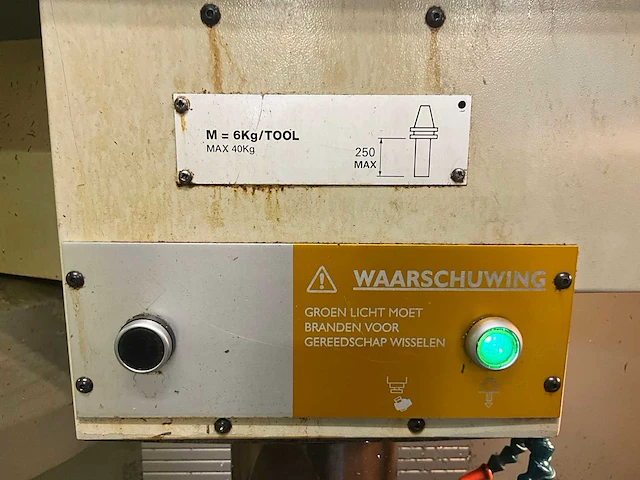 M = 6Kg/TOOL
MAX 40Kg
250
MAX
WAARSCHUWING
GROEN LICHT MOET
BRANDEN VOOR
GEREEDSCHAP WISSELEN